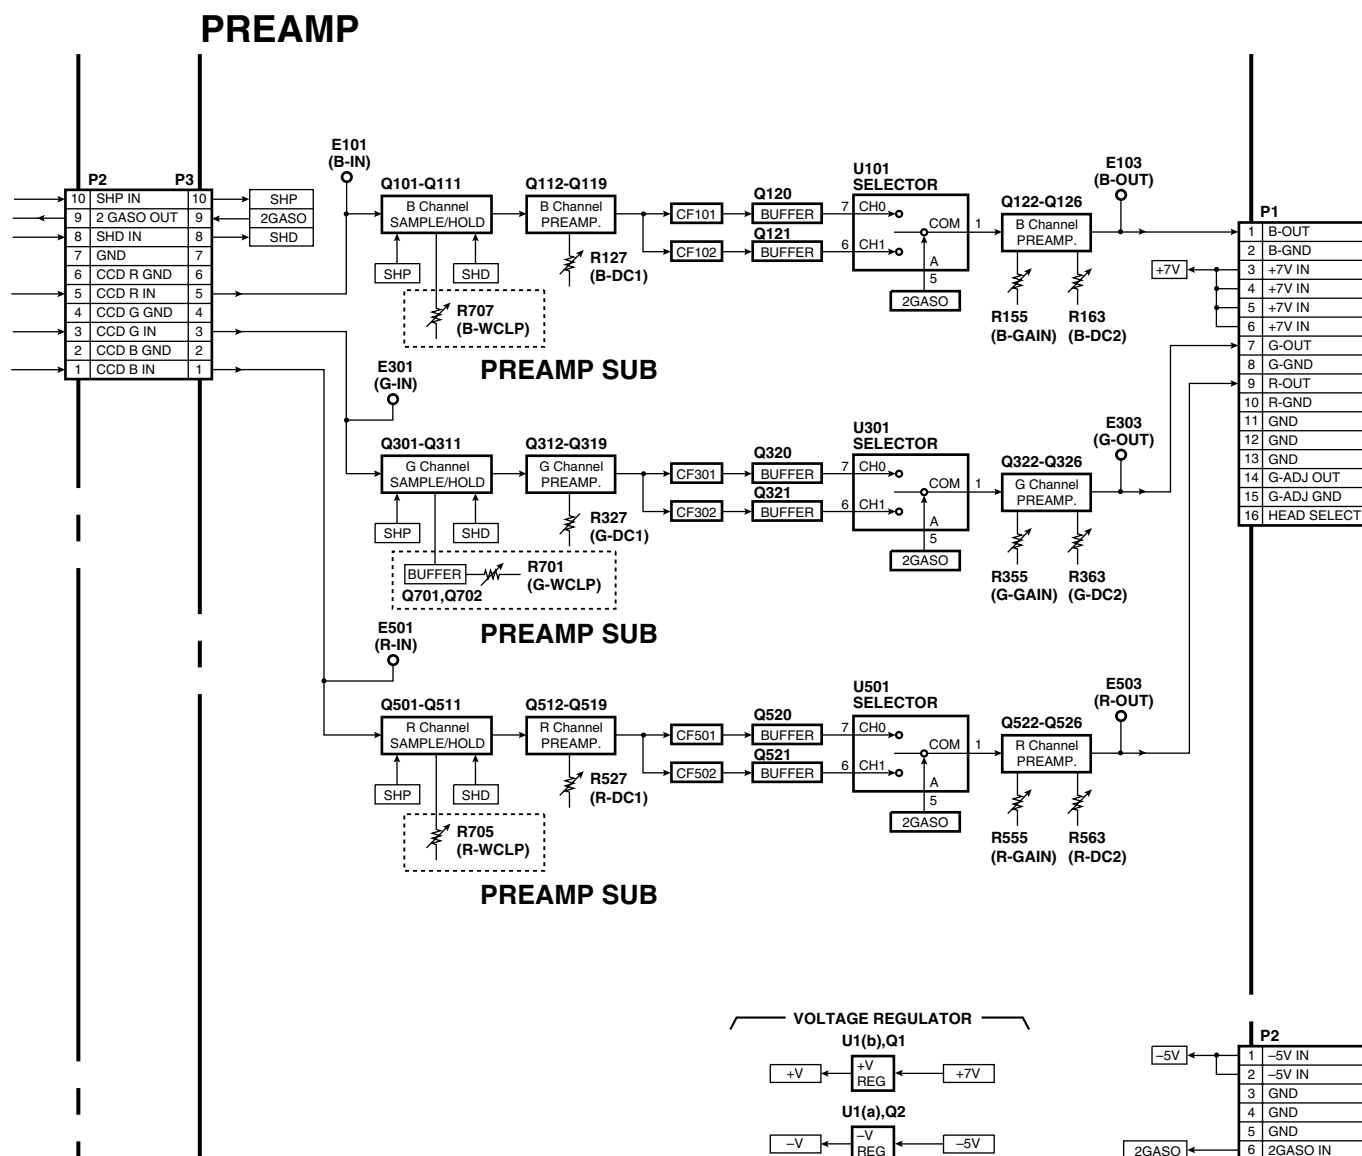 PREAMP
P2
P3
10 SHP IN 10 SHP
9 2 GASO OUT 9 2GASO
8 SHD IN 8 SHD
7 GND 7
6 CCD R GND 6
5 CCD R IN 5
4 CCD G GND 4
3 CCD G IN 3
2 CCD B GND 2
1 CCD B IN 1
E101
(B-IN)
Q101-Q111
B Channel
SAMPLE/HOLD
SHP
SHD
R707
(B-WCLP)
PREAMP SUB
Q112-Q119
B Channel
PREAMP.
R127
(B-DC1)
CF101
CF102
Q120
BUFFER
Q121
BUFFER
U101
SELECTOR
7 CH0
COM 1
6 CH1
A
5
2GASO
Q122-Q126
B Channel
PREAMP.
R155
(B-GAIN)
R163
(B-DC2)
E103
(B-OUT)
E301
(G-IN)
Q301-Q311
G Channel
SAMPLE/HOLD
SHP
SHD
BUFFER
Q701,Q702
R701
(G-WCLP)
PREAMP SUB
Q312-Q319
G Channel
PREAMP.
R327
(G-DC1)
CF301
CF302
Q320
BUFFER
Q321
BUFFER
U301
SELECTOR
7 CH0
COM 1
6 CH1
A
5
2GASO
Q322-Q326
G Channel
PREAMP.
R355
(G-GAIN)
R363
(G-DC2)
E303
(G-OUT)
E501
(R-IN)
Q501-Q511
R Channel
SAMPLE/HOLD
SHP
SHD
R705
(R-WCLP)
PREAMP SUB
Q512-Q519
R Channel
PREAMP.
R527
(R-DC1)
CF501
CF502
Q520
BUFFER
Q521
BUFFER
U501
SELECTOR
7 CH0
COM 1
6 CH1
A
5
2GASO
Q522-Q526
R Channel
PREAMP.
R555
(R-GAIN)
R563
(R-DC2)
E503
(R-OUT)
P1
1 B-OUT
2 B-GND
+7V 3 +7V IN
4 +7V IN
5 +7V IN
6 +7V IN
7 G-OUT
8 G-GND
9 R-OUT
10 R-GND
11 GND
12 GND
13 GND
14 G-ADJ OUT
15 G-ADJ GND
16 HEAD SELECT
VOLTAGE REGULATOR
U1(b),Q1
+V
+V
REG
+7V
U1(a),Q2
–V
–V
REG
–5V
P2
–5V 1 –5V IN
2 –5V IN
3 GND
4 GND
5 GND
2GASO 6 2GASO IN